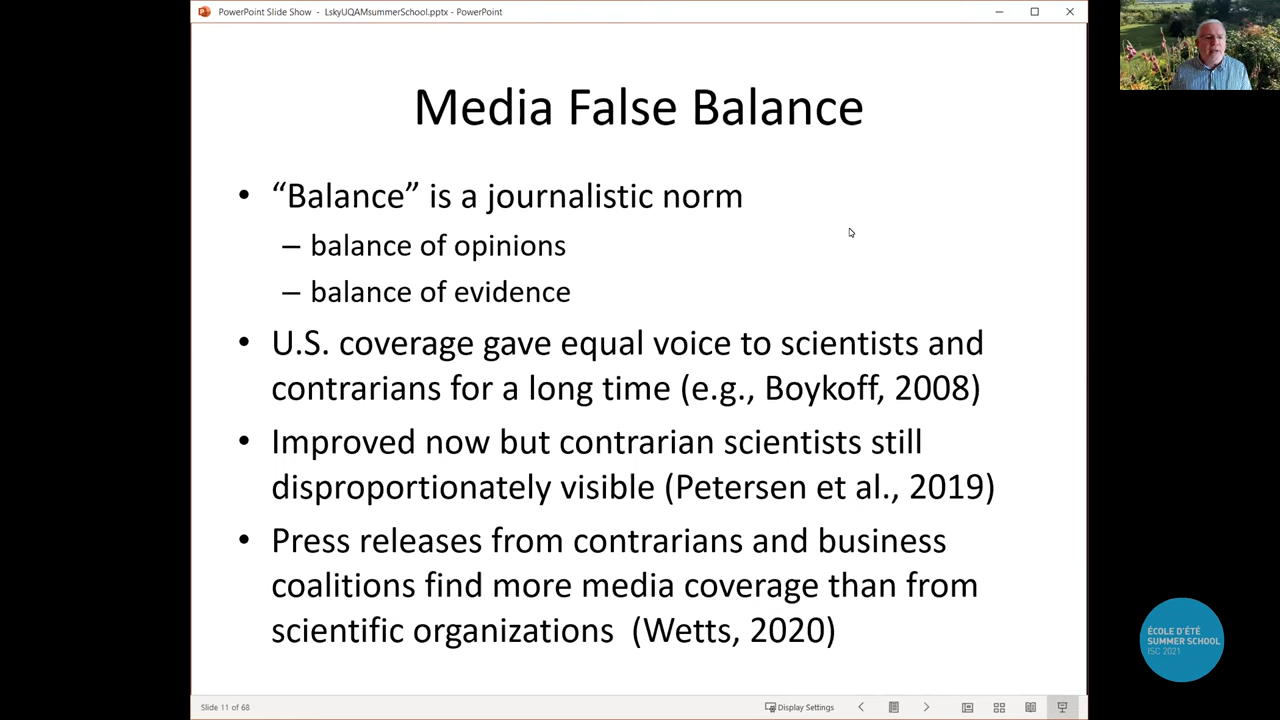 PowerPoint Slide Show - LskyUQAMsummerSchool.pptx - PowerPoint
Media False Balance
• “Balance” is a journalistic norm
– balance of opinions
– balance of evidence
• U.S. coverage gave equal voice to scientists and
contrarians for a long time (e.g., Boykoff, 2008)
• Improved now but contrarian scientists still
disproportionately visible (Petersen et al., 2019)
• Press releases from contrarians and business
coalitions find more media coverage than from
scientific organizations (Wetts, 2020)
ÉCOLE D'ÉTÉ
SUMMER SCHOOL
ISC 2021
Slide 11 of 68
Display Settings